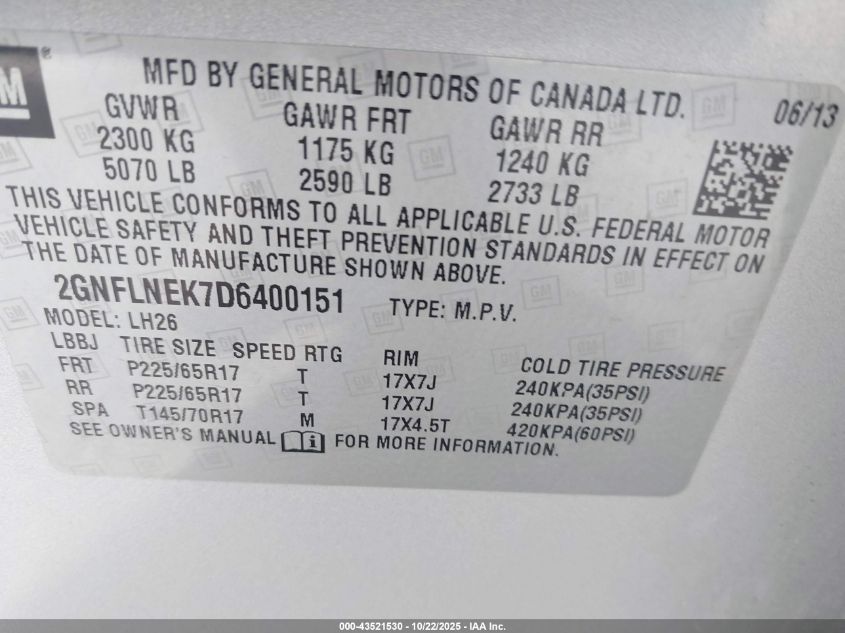 GM®
MFD BY GENERAL MOTORS OF CANADA LTD. 06/13
GVWR GAWR FRT GAWR RR
2300 KG 1175 KG 1240 KG
5070 LB 2590 LB 2733 LB
THIS VEHICLE CONFORMS TO ALL APPLICABLE U.S. FEDERAL MOTOR
VEHICLE SAFETY AND THEFT PREVENTION STANDARDS IN EFFECT ON
THE DATE OF MANUFACTURE SHOWN ABOVE.
2GNFLNEK7D6400151 TYPE: M.P.V.
MODEL: LH26
LBBJ TIRE SIZE SPEED RTG RIM COLD TIRE PRESSURE
FRT P225/65R17 T 17X7J 240KPA(35PSI)
RR P225/65R17 T 17X7J 240KPA(35PSI)
SPA T145/70R17 M 17X4.5T 420KPA(60PSI)
SEE OWNER'S MANUAL i FOR MORE INFORMATION.
000-43521530 - 10/22/2025 - IAA Inc.